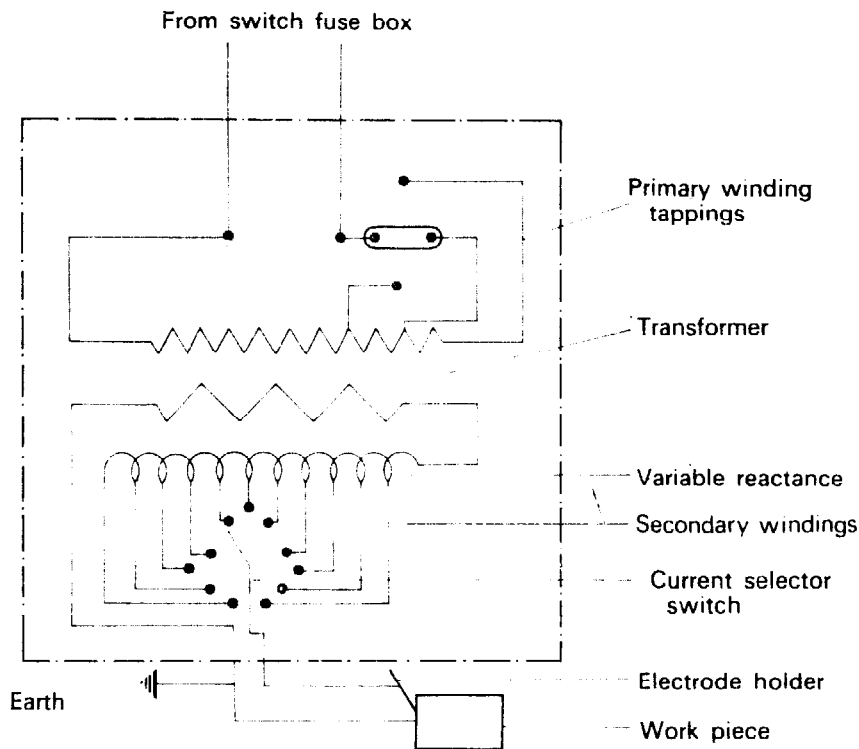 From switch fuse box
Primary winding
tappings
Transformer
Variable reactance
Secondary windings
Current selector
switch
Electrode holder
Earth
Work piece